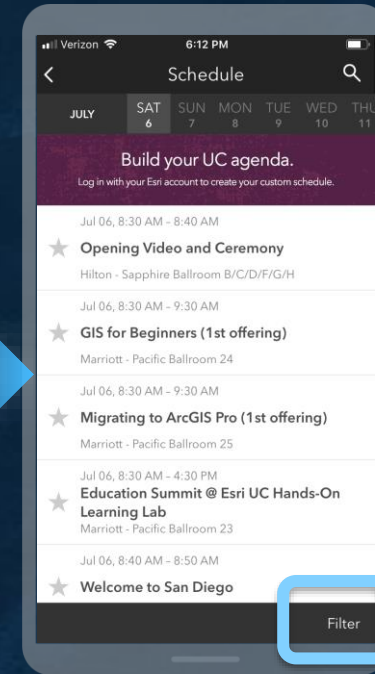 Verizon 6:12 PM
Schedule
JULY SAT SUN MON TUE WED THU
6 7 8 9 10 11
Build your UC agenda.
Log in with your Esri account to create your custom schedule.
Jul 06, 8:30 AM – 8:40 AM
Opening Video and Ceremony
Hilton - Sapphire Ballroom B/C/D/F/G/H
Jul 06, 8:30 AM – 9:30 AM
GIS for Beginners (1st offering)
Marriott - Pacific Ballroom 24
Jul 06, 8:30 AM – 9:30 AM
Migrating to ArcGIS Pro (1st offering)
Marriott - Pacific Ballroom 25
Jul 06, 8:30 AM – 4:30 PM
Education Summit @ Esri UC Hands-On
Learning Lab
Marriott - Pacific Ballroom 23
Jul 06, 8:40 AM – 8:50 AM
Welcome to San Diego
Filter